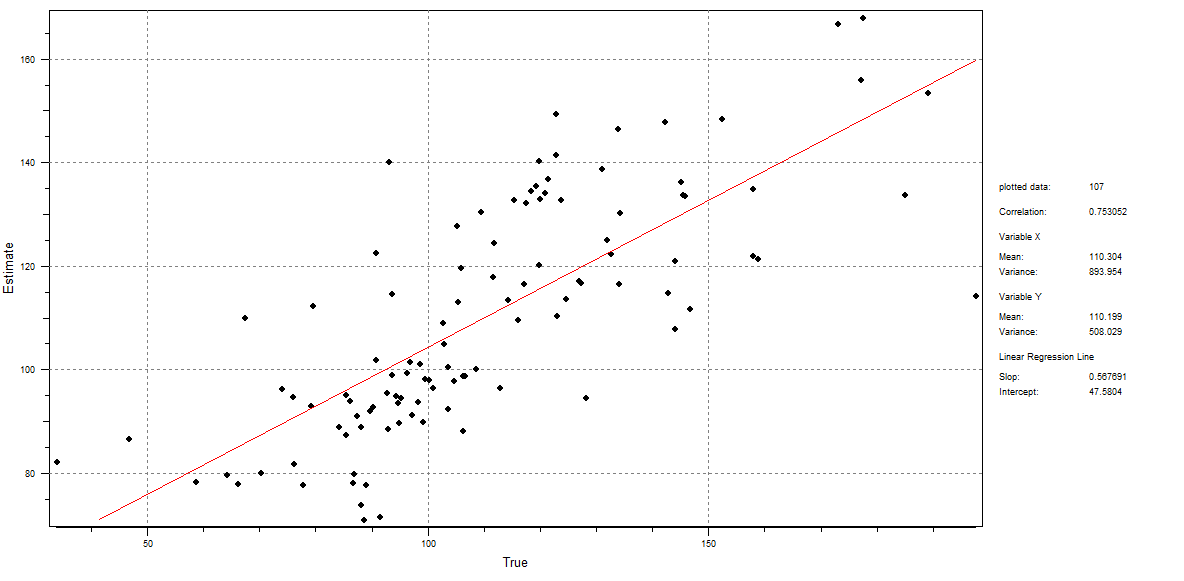 160
140
120
100
80
Estimate
50
100
150
True
plotted data: 107
Correlation: 0.753052
Variable X
Mean: 110.304
Variance: 893.954
Variable Y
Mean: 110.199
Variance: 508.029
Linear Regression Line
Slop: 0.567691
Intercept: 47.5804